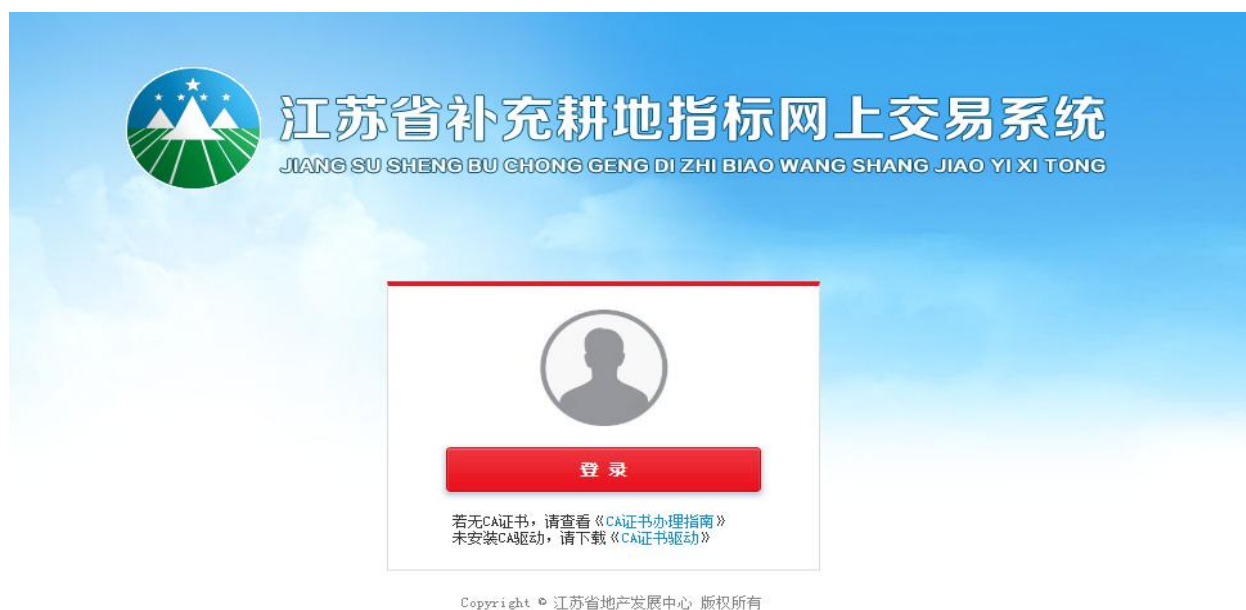 江苏省补充耕地指标网上交易系统
JIANG SU SHENG BU CHONG GENG DI ZHI BIAO WANG SHANG JIAO YI XI TONG
登 录
若无CA证书，请查看《CA证书办理指南》
未安装CA驱动，请下载《CA证书驱动》
Copyright © 江苏省地产发展中心 版权所有